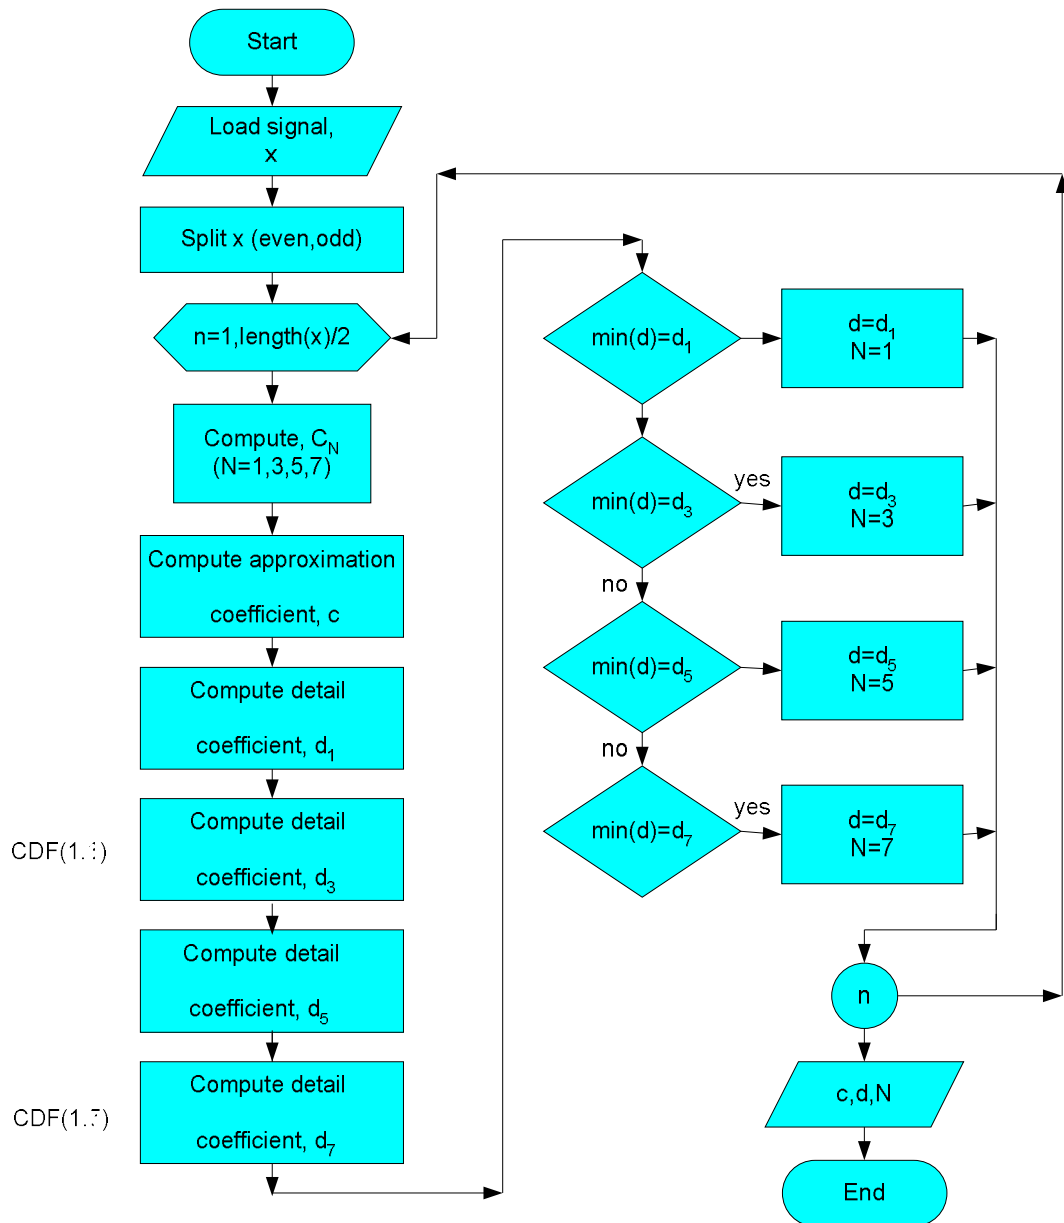 Start
Load signal,
x
Split x (even,odd)
n=1,length(x)/2
Compute, C_N
(N=1,3,5,7)
Compute approximation
coefficient, c
Compute detail
coefficient, d_1
Compute detail
coefficient, d_3
Compute detail
coefficient, d_5
Compute detail
coefficient, d_7
min(d)=d_1
d=d_1
N=1
min(d)=d_3
yes
d=d_3
N=3
no
min(d)=d_5
d=d_5
N=5
no
min(d)=d_7
yes
d=d_7
N=7
n
c,d,N
End